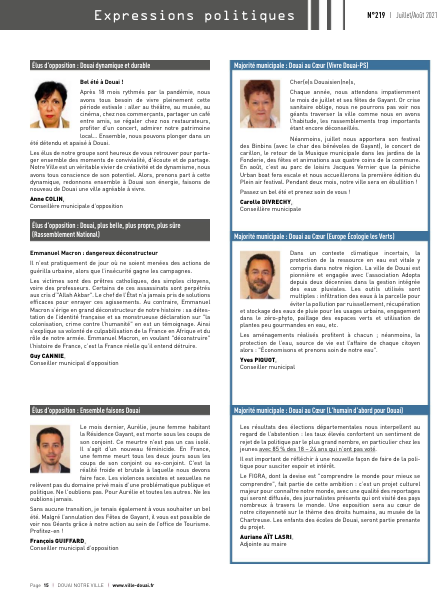 Expressions politiques
N°219 | Juillet/Août 2021
Élus d'opposition : Douai dynamique et durable
Bel été à Douai !
Après 18 mois rythmés par la pandémie, nous
avons tous besoin de vivre pleinement cette
période estivale : aller au théâtre, au musée, au
cinéma, chez nos commerçants, partager un café
entre amis, se régaler chez nos restaurateurs,
profiter d'un concert, admirer notre patrimoine
local... Ensemble, nous pouvons plonger dans un
été détendu et apaisé à Douai.
Les élus de notre groupe sont heureux de vous retrouver pour parta-
ger ensemble des moments de convivialité, d'écoute et de partage.
Notre Ville est un véritable vivier de créativité et de dynamisme, nous
avons tous conscience de son potentiel. Alors, prenons part à cette
dynamique, redonnons ensemble à Douai son énergie, faisons de
nouveau de Douai une ville agréable à vivre.
Anne COLIN,
Conseillère municipale d'opposition
Élus d'opposition : Douai, plus belle, plus propre, plus sûre
(Rassemblement National)
Emmanuel Macron : dangereux déconstructeur
Il n'est pratiquement de jour où ne soient menées des actions de
guérilla urbaine, alors que l'insécurité gagne les campagnes.
Les victimes sont des prêtres catholiques, des simples citoyens,
voire des professeurs. Certains de ces assassinats sont perpétrés
aux cris d'"Allah Akbar". Le chef de l'État n'a jamais pris de solutions
efficaces pour enrayer ces agissements. Au contraire, Emmanuel
Macron s'érige en grand déconstructeur de notre histoire : sa détes-
tation de l'identité française et sa monstrueuse déclaration sur "la
colonisation, crime contre l'humanité" en est un témoignage. Ainsi
s'explique sa volonté de culpabilisation de la France en Afrique et du
rôle de notre armée. Emmanuel Macron, en voulant "déconstruire"
l'histoire de France, c'est la France réelle qu'il entend détruire.
Guy CANNIE,
Conseiller municipal d'opposition
Élus d'opposition : Ensemble faisons Douai
Le mois dernier, Aurélie, jeune femme habitant
la Résidence Gayant, est morte sous les coups de
son conjoint. Ce meurtre n'est pas un cas isolé.
Il s'agit d'un nouveau féminicide. En France,
une femme meurt tous les deux jours sous les
coups de son conjoint ou ex-conjoint. C'est la
réalité froide et brutale à laquelle nous devons
faire face. Les violences sexistes et sexuelles ne
relèvent pas du domaine privé mais d'une problématique publique et
politique. Ne l'oublions pas. Pour Aurélie et toutes les autres. Ne les
oublions jamais.
Sans aucune transition, je tenais également à vous souhaiter un bel
été. Malgré l'annulation des Fêtes de Gayant, il vous est possible de
voir nos Géants grâce à notre action au sein de l'office de Tourisme.
Profitez-en !
François GUIFFARD,
Conseiller municipal d'opposition
Majorité municipale : Douai au Cœur (Vivre Douai-PS)
Cher(e)s Douaisien(ne)s,
Chaque année, nous attendons impatiemment
le mois de juillet et ses fêtes de Gayant. Or crise
sanitaire oblige, nous ne pourrons pas voir nos
géants traverser la ville comme nous en avons
l'habitude, les rassemblements trop importants
étant encore déconseillés.
Néanmoins, juillet nous apportera son festival
des Binbins (avec le char des bénévoles de Gayant), le concert de
carillon, le retour de la Musique municipale dans les jardins de la
Fonderie, des fêtes et animations aux quatre coins de la commune.
En août, c'est au parc de loisirs Jacques Vernier que la péniche
Urban boat fera escale et nous accueillerons la première édition du
Plein air festival. Pendant deux mois, notre ville sera en ébullition !
Passez un bel été et prenez soin de vous !
Carolle DIVRECHY,
Conseillère municipale
Majorité municipale : Douai au Cœur (Europe Écologie les Verts)
Dans un contexte climatique incertain, la
protection de la ressource en eau est vitale y
compris dans notre région. La ville de Douai est
pionnière et engagée avec l'association Adopta
depuis deux décennies dans la gestion intégrée
des eaux pluviales. Les outils sont utilisés
multiples : infiltration des eaux à la parcelle pour
éviter la pollution par ruissellement, récupération
et stockage des eaux de pluie pour les usages urbains, engagement
dans le zéro-phyto, paillage des espaces verts et utilisation de
plantes peu gourmandes en eau, etc.
Les aménagements réalisés profitent à chacun ; néanmoins, la
protection de l'eau, source de vie est l'affaire de chaque citoyen
alors : "Économisons et prenons soin de notre eau".
Yves PIQUOT,
Conseiller municipal
Majorité municipale : Douai au Cœur (L'humain d'abord pour Douai)
Les résultats des élections départementales nous interpellent au
regard de l'abstention : les taux élevés confortent un sentiment de
rejet de la politique par le plus grand nombre, en particulier chez les
jeunes avec 85 % des 18 – 24 ans qui n'ont pas voté.
Il est important de réfléchir à une nouvelle façon de faire de la poli-
tique pour susciter espoir et intérêt.
Le FIGRA, dont la devise est "comprendre le monde pour mieux se
comprendre", fait partie de cette ambition : c'est un projet culturel
majeur pour connaître notre monde, avec une qualité des reportages
qui seront diffusés, des journalistes présents qui ont visité des pays
nombreux à travers le monde. Une exposition sera au cœur de
notre citoyenneté sur le thème des droits humains, au musée de la
Chartreuse. Les enfants des écoles de Douai, seront partie prenante
du projet.
Auriane AÏT LASRI,
Adjointe au maire
Page 15 | DOUAI NOTRE VILLE | www.ville-douai.fr